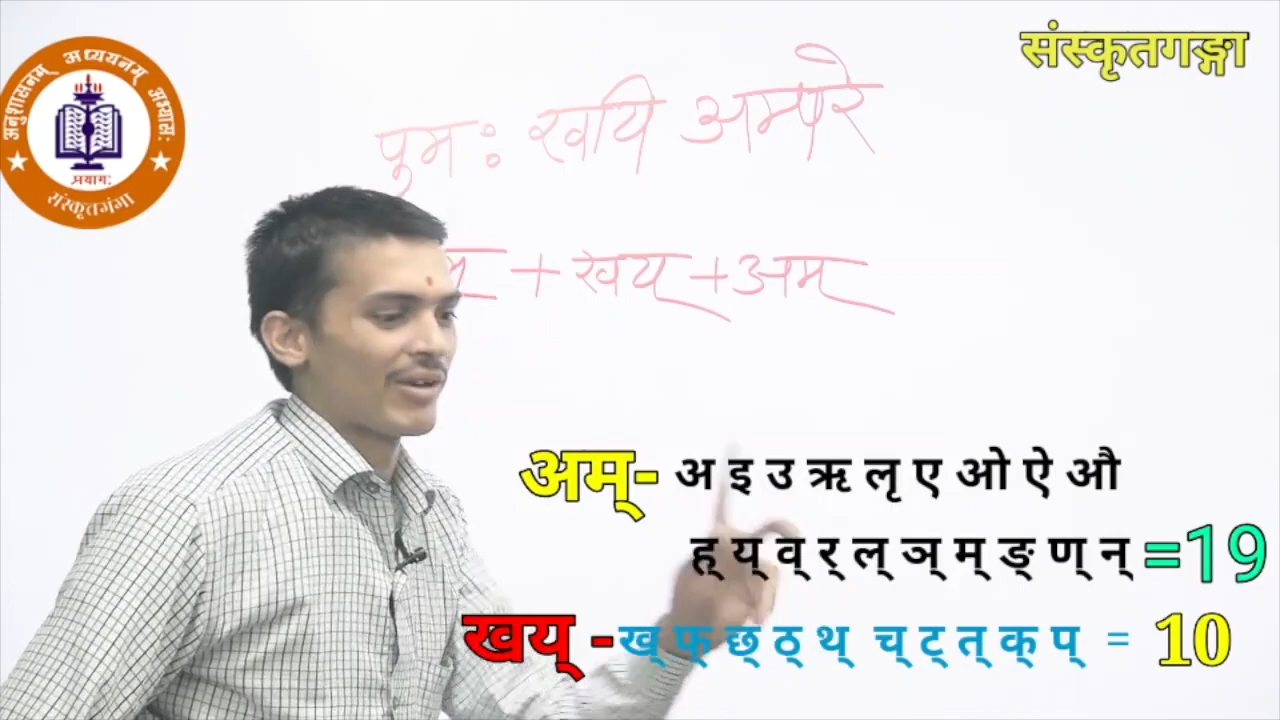 संस्कृतगङ्गा
अनुशासनम् अध्ययनम् अभ्यासः
प्रयागः
संस्कृतगंगा
पुमः खयि अम्परे
+ खय् + अम्
अम्- अ इ उ ऋ लृ ए ओ ऐ औ
ह् य् व् र् ल् ञ् म् ङ् ण् न् =19
खय् - ख् फ् छ् ठ् थ् च् ट् त् क् प् = 10